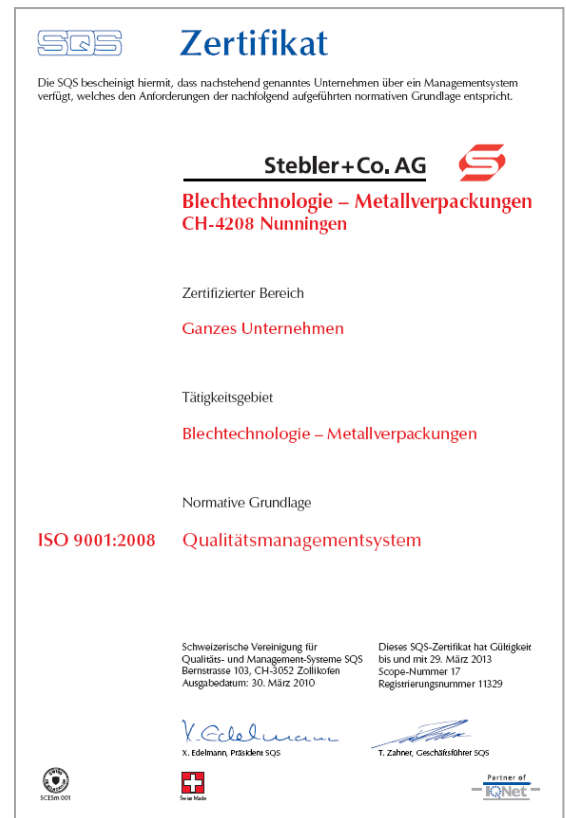 SQS
Zertifikat
Die SQS bescheinigt hiermit, dass nachstehend genanntes Unternehmen über ein Managementsystem
verfügt, welches den Anforderungen der nachfolgend aufgeführten normativen Grundlage entspricht.
Stebler+Co. AG
Blechtechnologie – Metallverpackungen
CH-4208 Nunningen
Zertifizierter Bereich
Ganzes Unternehmen
Tätigkeitsgebiet
Blechtechnologie – Metallverpackungen
Normative Grundlage
ISO 9001:2008 Qualitätsmanagementsystem
Schweizerische Vereinigung für
Qualitäts- und Management-Systeme SQS
Bernstrasse 103, CH-3052 Zollikofen
Ausgabedatum: 30. März 2010
Dieses SQS-Zertifikat hat Gültigkeit
bis und mit 29. März 2013
Scope-Nummer 17
Registrierungsnummer 11329
X. Edelmann
X. Edelmann, Präsident SQS
T. Zahner, Geschäftsführer SQS
SCESm 001
Swiss Made
Partner of
IQNet